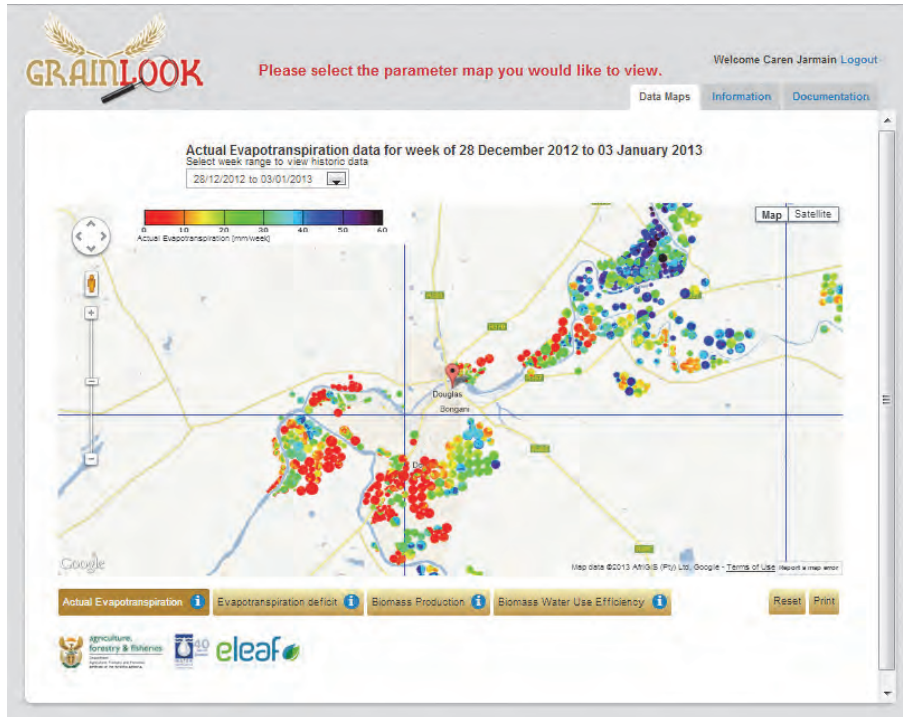 GRAINLOOK
Please select the parameter map you would like to view.
Welcome Caren Jarmain Logout
Data Maps
Information
Documentation
Actual Evapotranspiration data for week of 28 December 2012 to 03 January 2013
Select week range to view historic data
28/12/2012 to 03/01/2013
0 10 20 30 40 50 60
Actual Evapotranspiration [mm/week]
Map Satellite
Douglas
Bongani
Google
Map data ©2013 AfriGIS (Pty) Ltd, Google - Terms of Use Report a map error
Actual Evapotranspiration i
Evapotranspiration deficit i
Biomass Production i
Biomass Water Use Efficiency i
Reset
Print
agriculture,
forestry & fisheries
40
eleaf